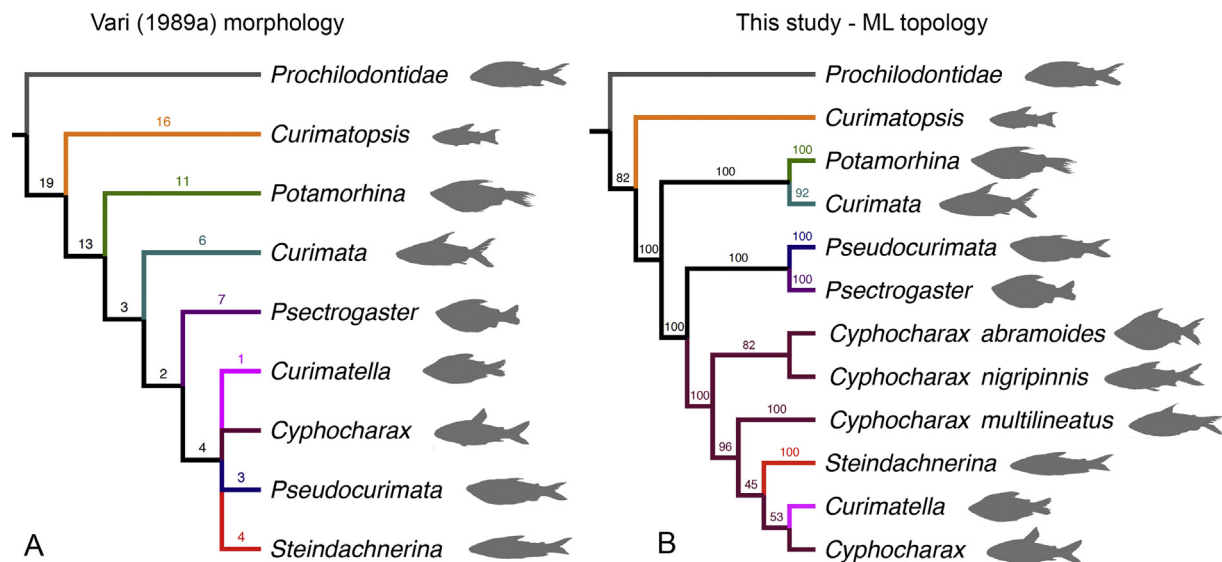 Vari (1989a) morphology
Prochilodontidae
16
Curimatopsis
19
11
Potamorhina
13
6
Curimata
3
7
Psectrogaster
2
1
Curimatella
Cyphocharax
4
3
Pseudocurimata
4
Steindachnerina
A
This study - ML topology
Prochilodontidae
Curimatopsis
82
100
Potamorhina
100
92
Curimata
100
100
Pseudocurimata
100
100
Psectrogaster
100
Cyphocharax abramoides
82
Cyphocharax nigripinnis
100
100
Cyphocharax multilineatus
96
100
Steindachnerina
45
Curimatella
53
Cyphocharax
B